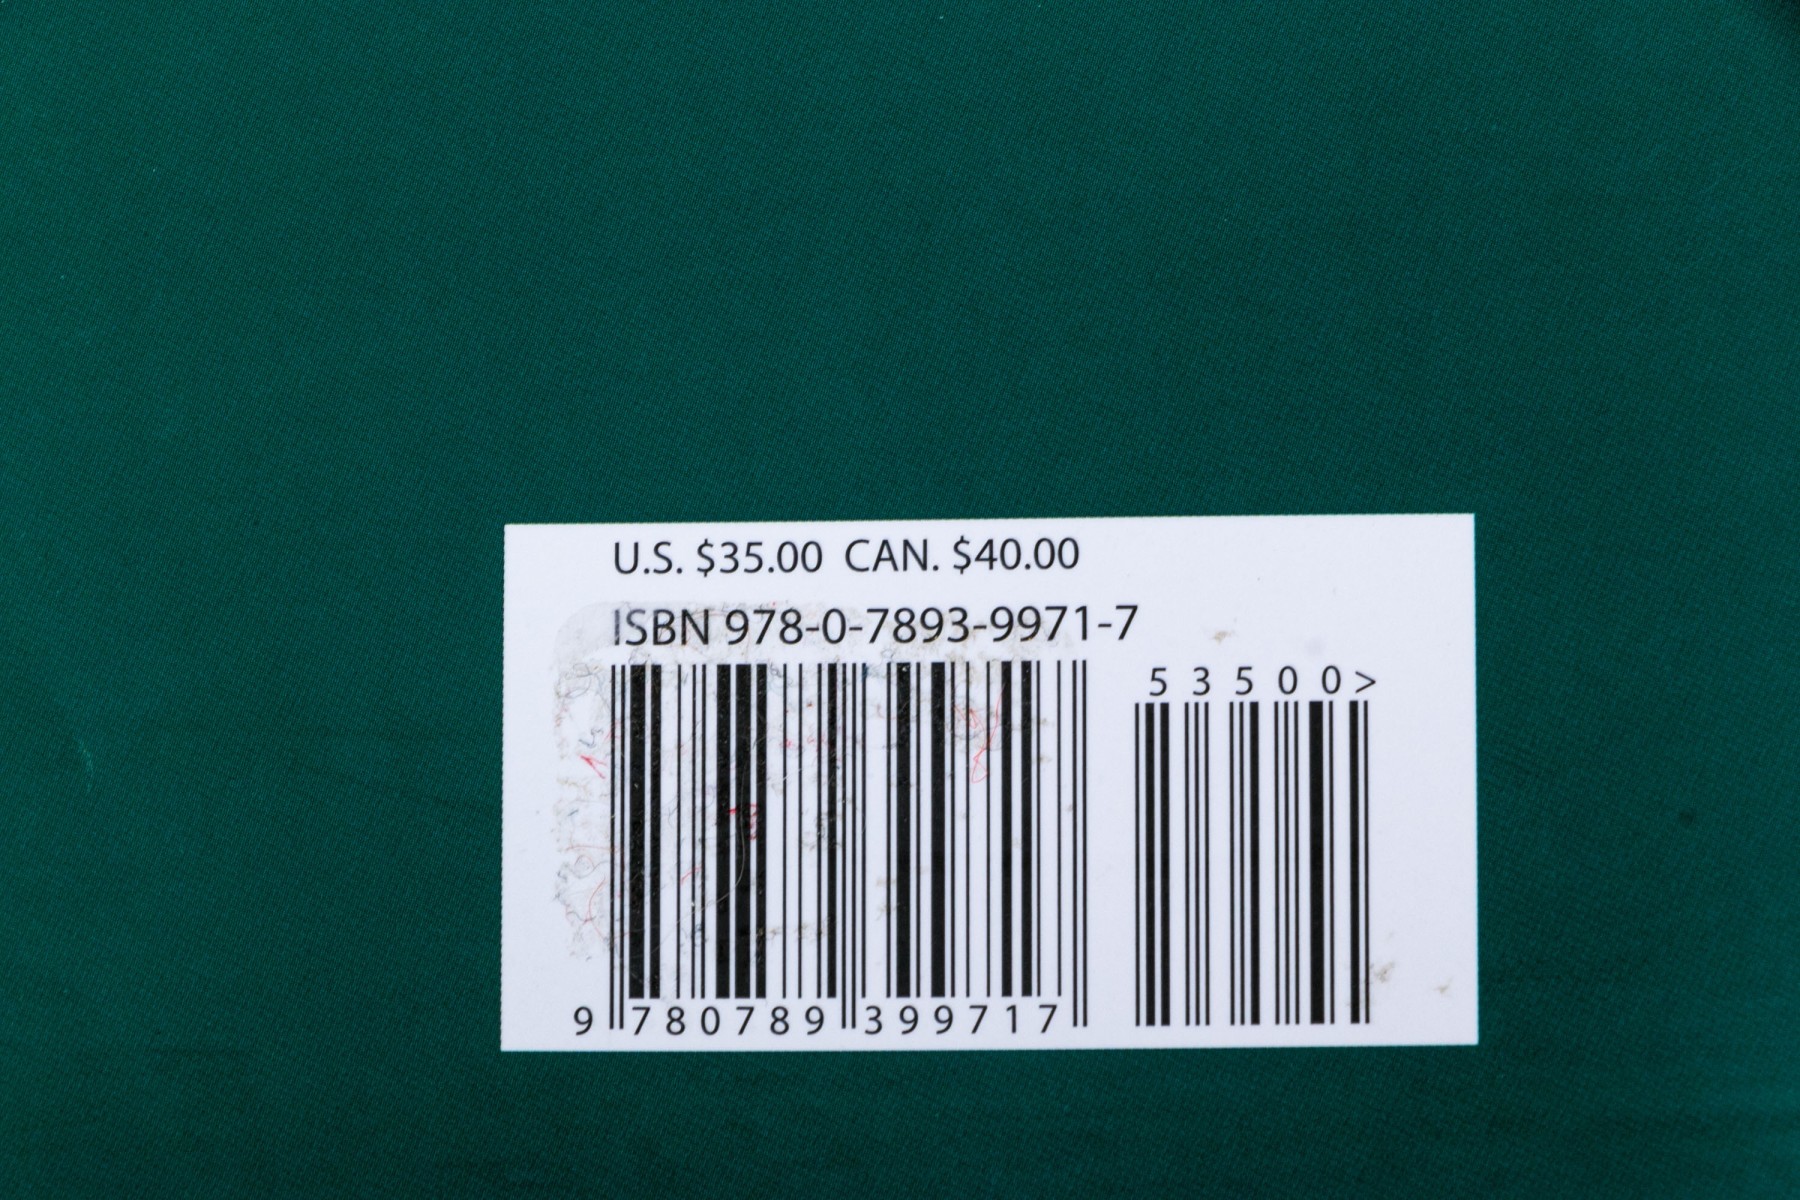 U.S. $35.00 CAN. $40.00
ISBN 978-0-7893-9971-7
53500>
9 780789 399717